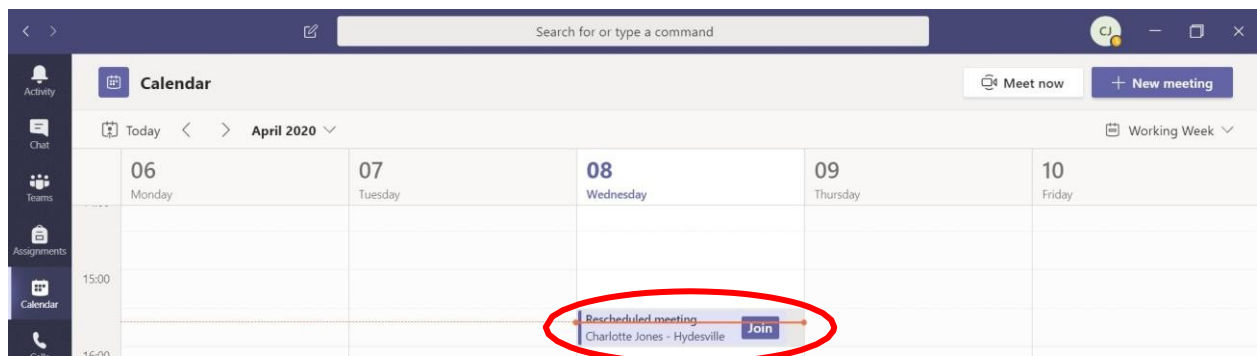 Search for or type a command
CJ
Activity
Calendar
Meet now
+ New meeting
Chat
Today
April 2020
Working Week
Teams
06
Monday
07
Tuesday
08
Wednesday
09
Thursday
10
Friday
Assignments
15:00
Calendar
Rescheduled meeting
Charlotte Jones - Hydesville
Join
16:00